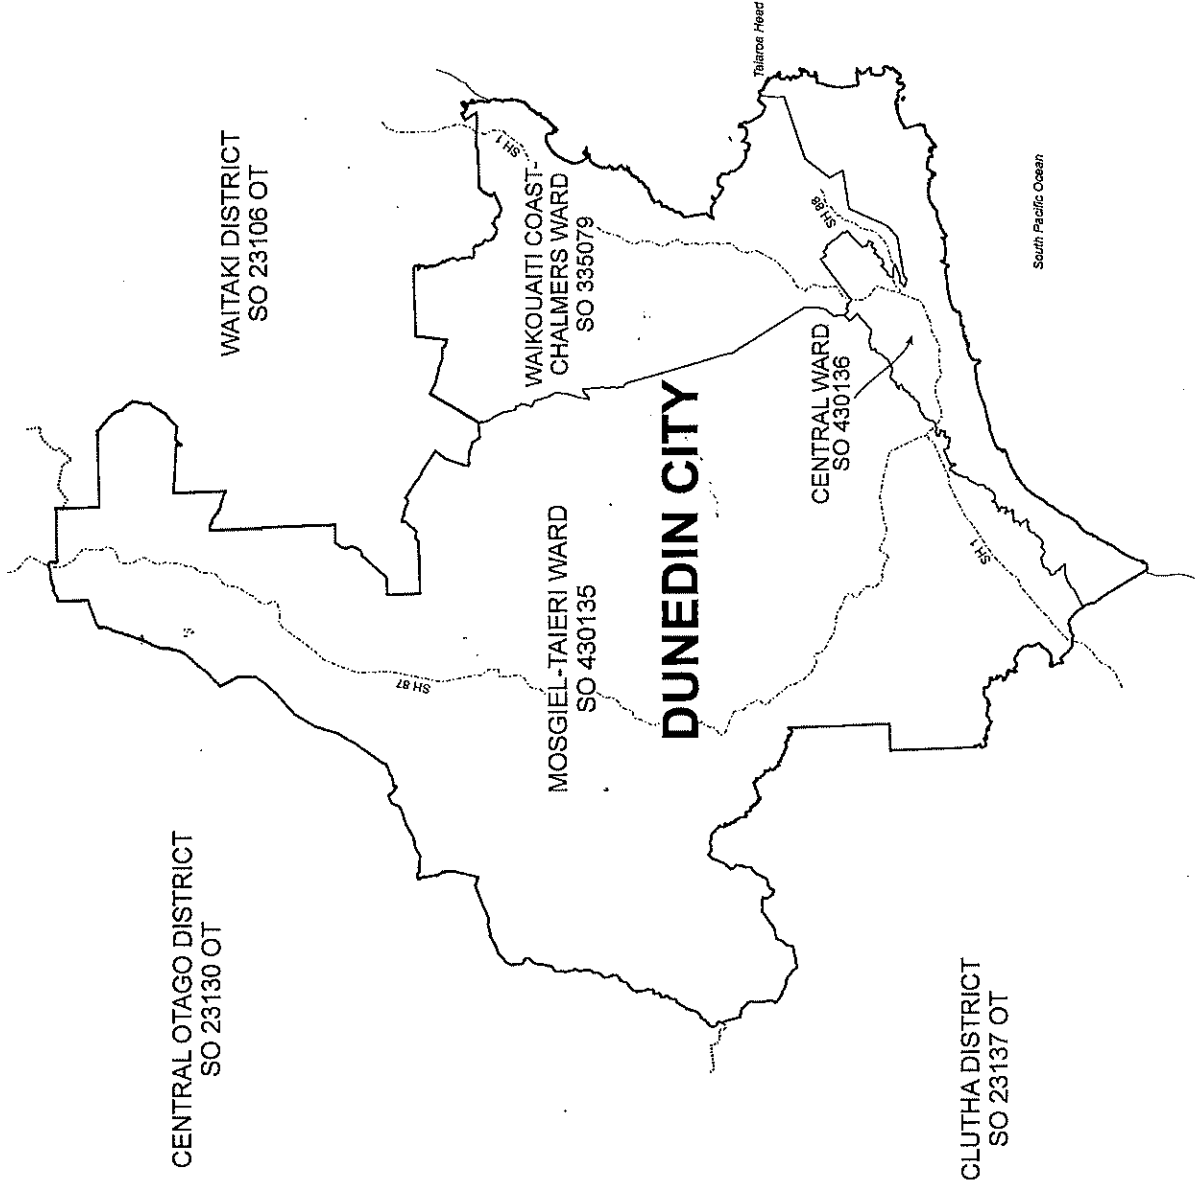 CENTRAL OTAGO DISTRICT
SO 23130 OT
WAITAKI DISTRICT
SO 23106 OT
SH 87
SH 1
WAIKOUAITI COAST-
CHALMERS WARD
SO 335079
MOSGIEL-TAIERI WARD
SO 430135
DUNEDIN CITY
Taiaroa Head
SH 88
CENTRAL WARD
SO 430136
SH 1
CLUTHA DISTRICT
SO 23137 OT
South Pacific Ocean